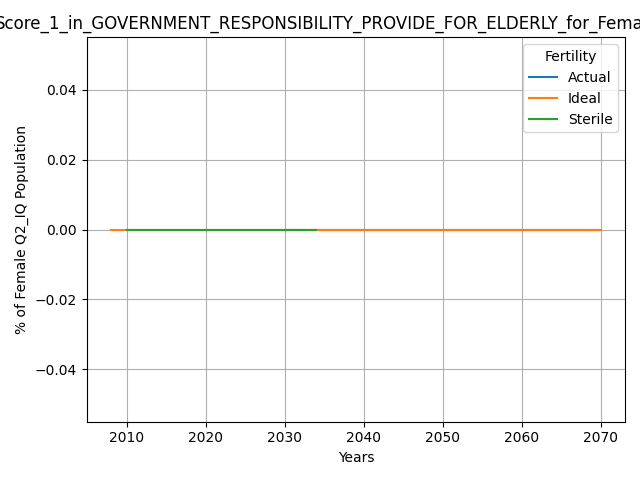 Score_1_in_GOVERNMENT_RESPONSIBILITY_PROVIDE_FOR_ELDERLY_for_Fema
Fertility
Actual
Ideal
Sterile
% of Female Q2_IQ Population
0.04
0.02
0.00
−0.02
−0.04
2010 2020 2030 2040 2050 2060 2070
Years